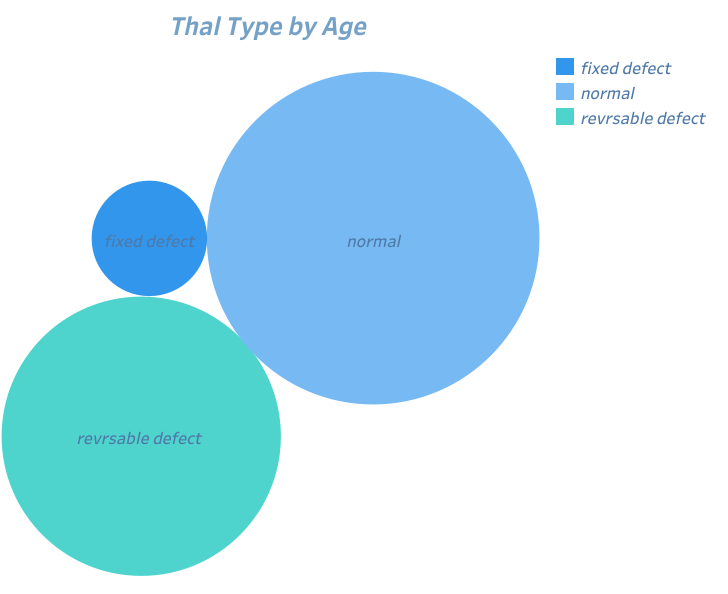 Thal Type by Age
fixed defect
normal
revrsable defect
fixed defect
normal
revrsable defect